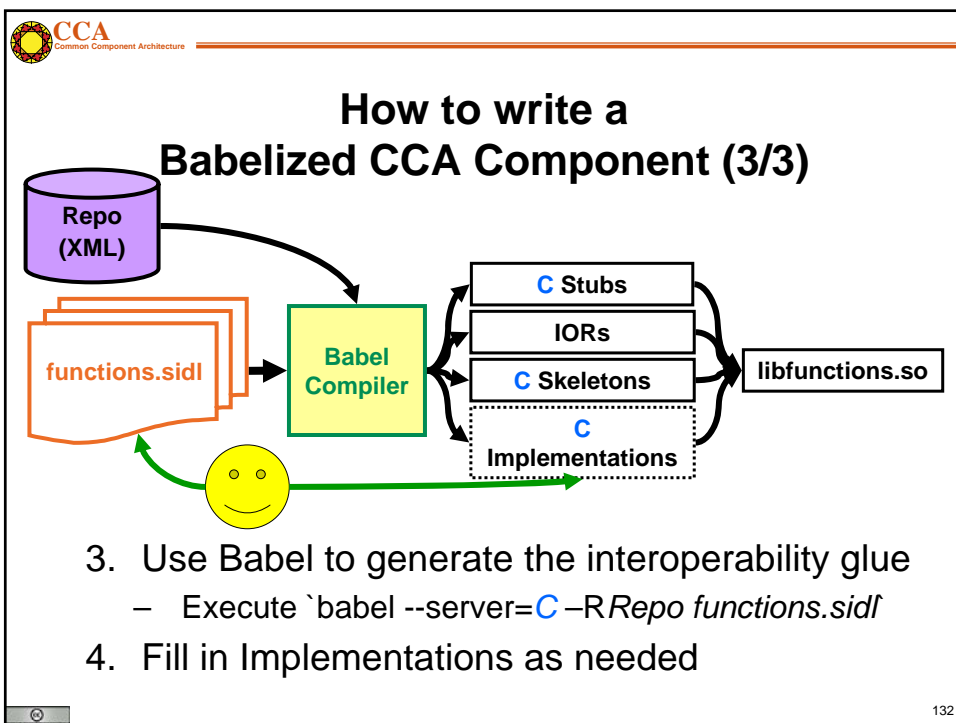 CCA
Common Component Architecture
How to write a
Babelized CCA Component (3/3)
Repo
(XML)
functions.sidl
Babel
Compiler
C Stubs
IORs
C Skeletons
C
Implementations
libfunctions.so
3. Use Babel to generate the interoperability glue
– Execute `babel --server=C –RRepo functions.sidl`
4. Fill in Implementations as needed
cc
132